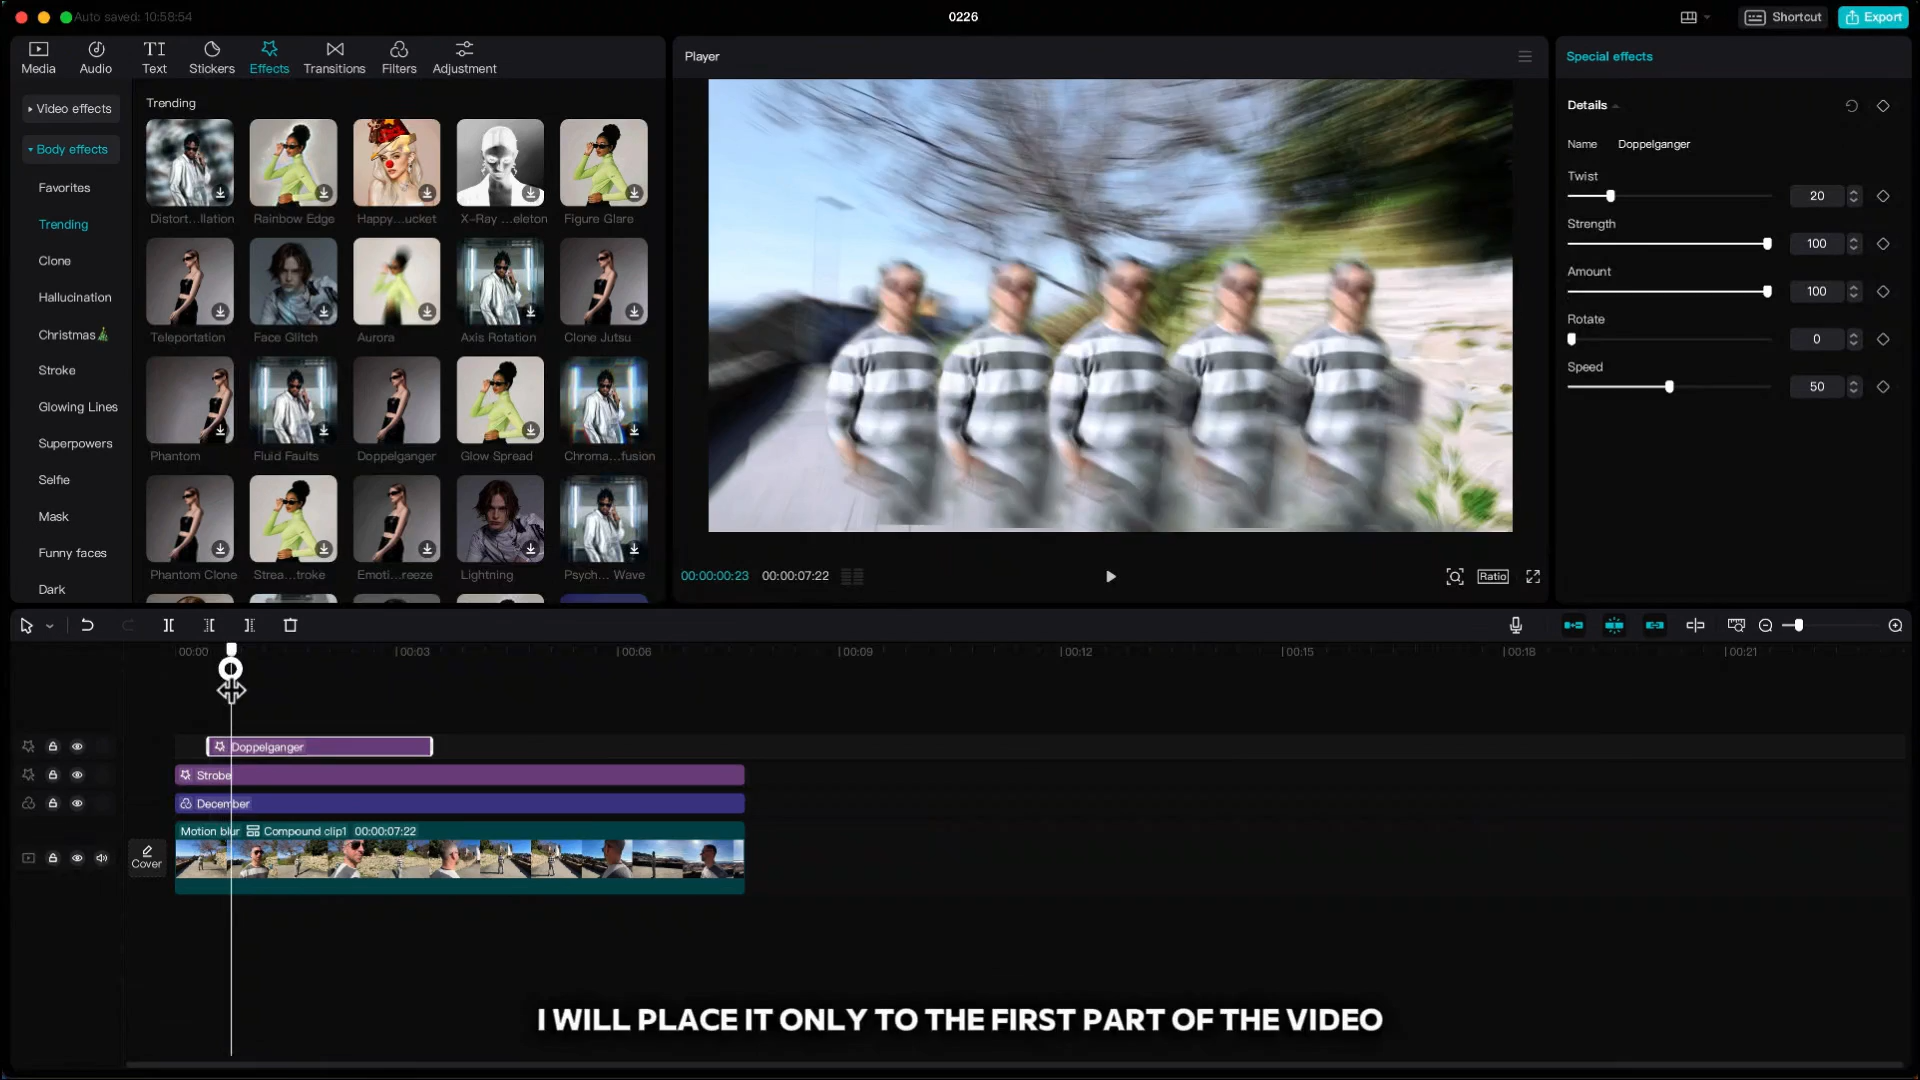 Auto saved: 10:58:54
0226
Shortcut
Export
Media
Audio
Text
Stickers
Effects
Transitions
Filters
Adjustment
Player
Special effects
Video effects
Body effects
Favorites
Trending
Clone
Hallucination
Christmas🎄
Stroke
Glowing Lines
Superpowers
Selfie
Mask
Funny faces
Dark
Trending
Distort...llation
Rainbow Edge
Happy...ucket
X-Ray ...eleton
Figure Glare
Teleportation
Face Glitch
Aurora
Axis Rotation
Clone Jutsu
Phantom
Fluid Faults
Doppelganger
Glow Spread
Chroma...fusion
Phantom Clone
Strea...troke
Emoti...reeze
Lightning
Psych... Wave
00:00:00:23
00:00:07:22
Ratio
Details
Name Doppelganger
Twist
20
Strength
100
Amount
100
Rotate
0
Speed
50
00:00
00:03
00:06
00:09
00:12
00:15
00:18
00:21
Doppelganger
Strobe
December
Motion blur Compound clip1 00:00:07:22
Cover
I WILL PLACE IT ONLY TO THE FIRST PART OF THE VIDEO